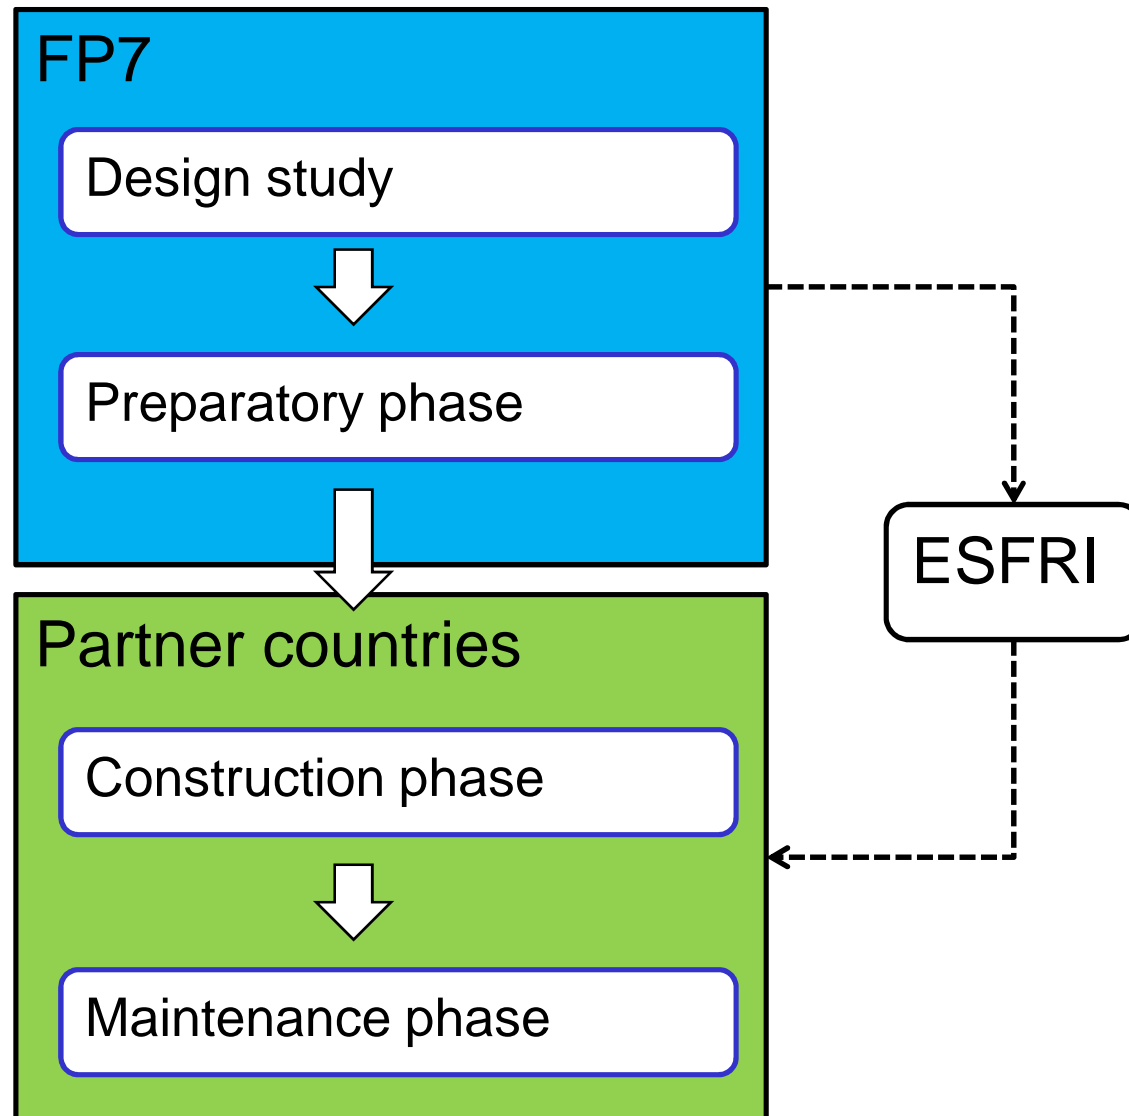 FP7
Design study
Preparatory phase
ESFRI
Partner countries
Construction phase
Maintenance phase